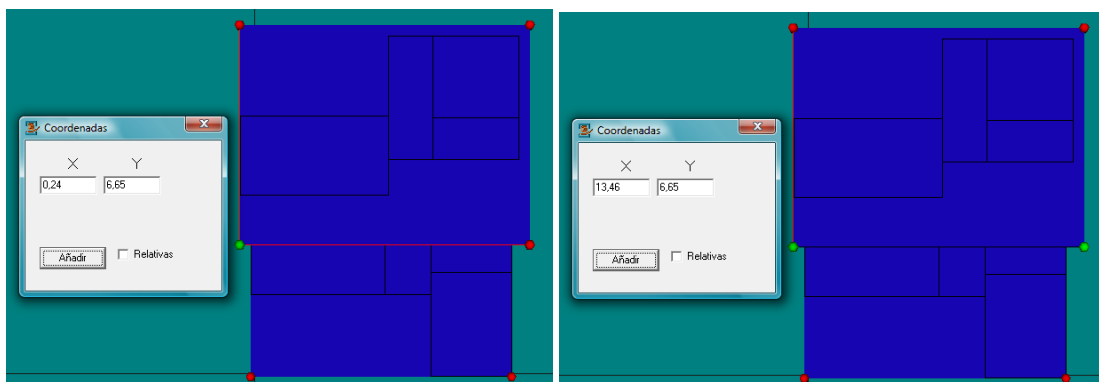 Coordenadas
X Y
0,24 6,65
Añadir Relativas
Coordenadas
X Y
13,46 6,65
Añadir Relativas